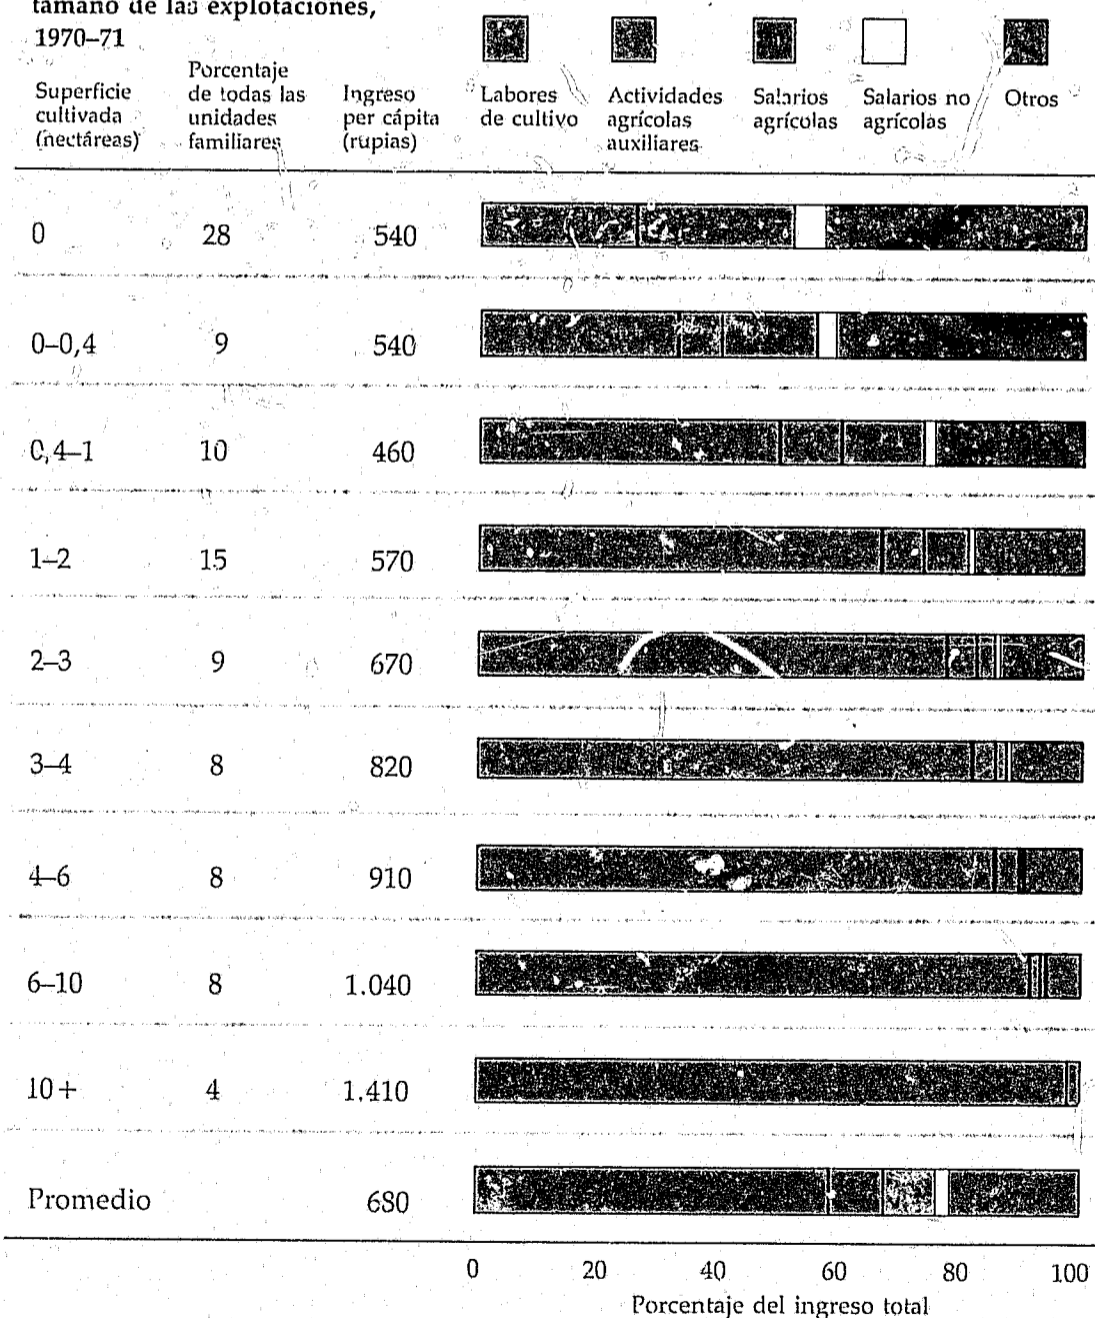 tamaño de las explotaciones,
1970–71
Superficie
cultivada
(hectáreas)
Porcentaje
de todas las
unidades
familiares
Ingreso
per cápita
(rupias)
Labores
de cultivo
Actividades
agrícolas
auxiliares
Salarios
agrícolas
Salarios no
agrícolas
Otros
0 28 540
0–0,4 9 540
0,4–1 10 460
1–2 15 570
2–3 9 670
3–4 8 820
4–6 8 910
6–10 8 1.040
10+ 4 1.410
Promedio 680
0 20 40 60 80 100
Porcentaje del ingreso total